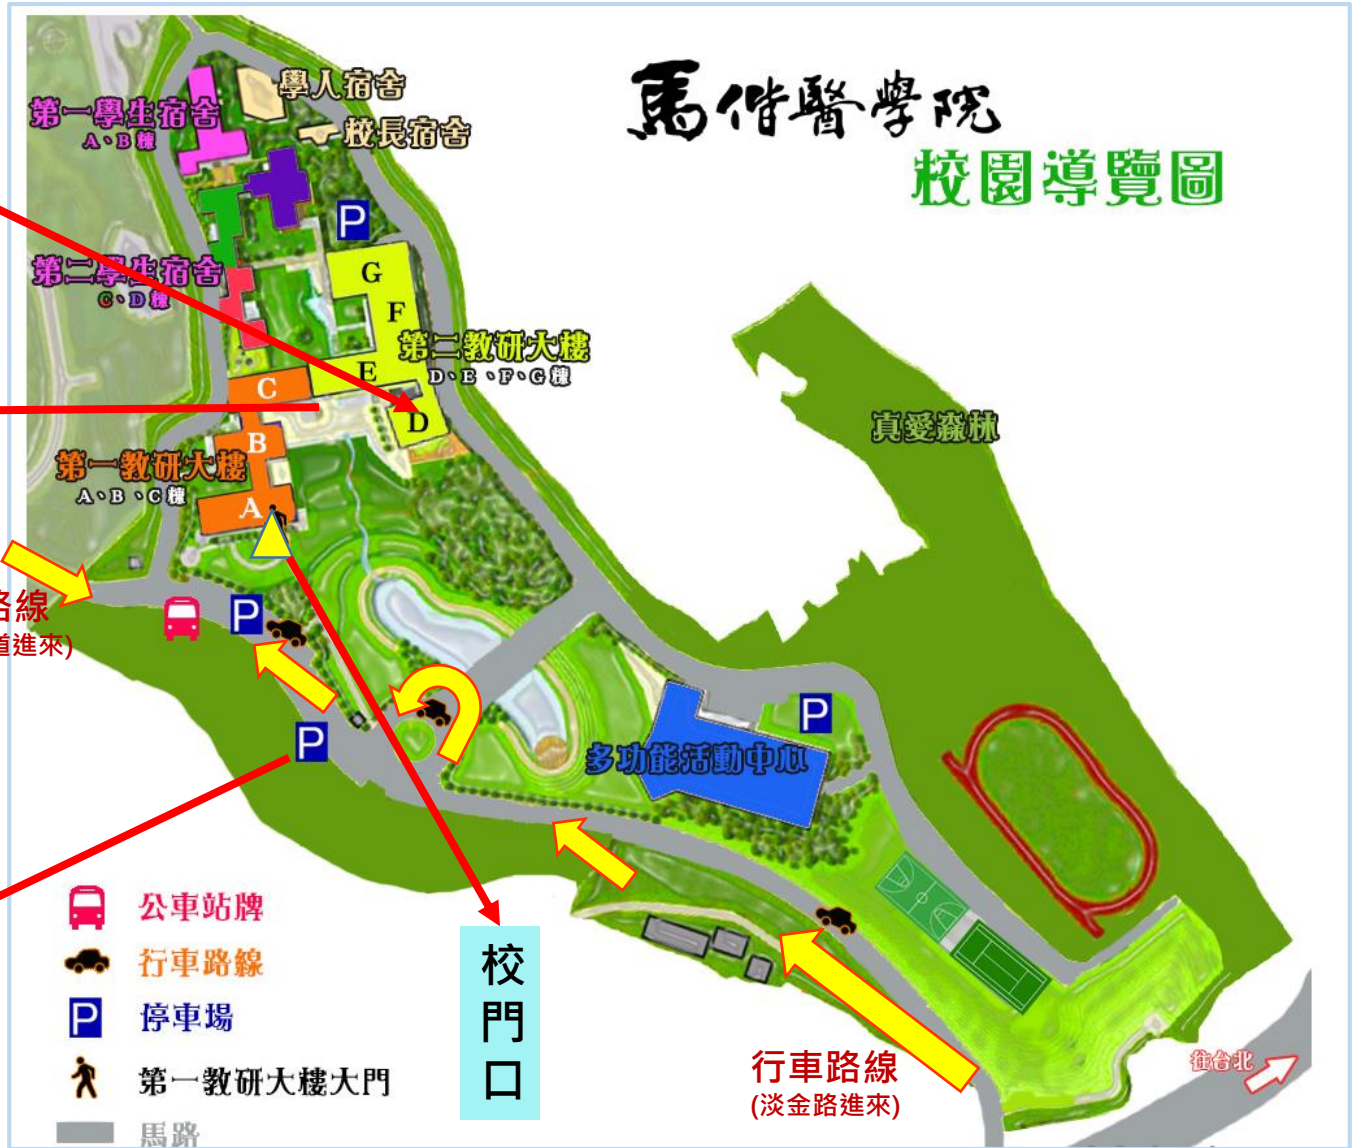 馬偕醫學院
校園導覽圖
學人宿舍
校長宿舍
第一學生宿舍
A、B棟
P
第二學生宿舍
C、D棟
G
F
第二教研大樓
D、E、F、G棟
E
D
C
B
第一教研大樓
A、B、C棟
A
真愛森林
路線
道進來)
P
P
P
多功能活動中心
公車站牌
行車路線
P 停車場
第一教研大樓大門
馬路
校門口
行車路線
(淡金路進來)
往台北